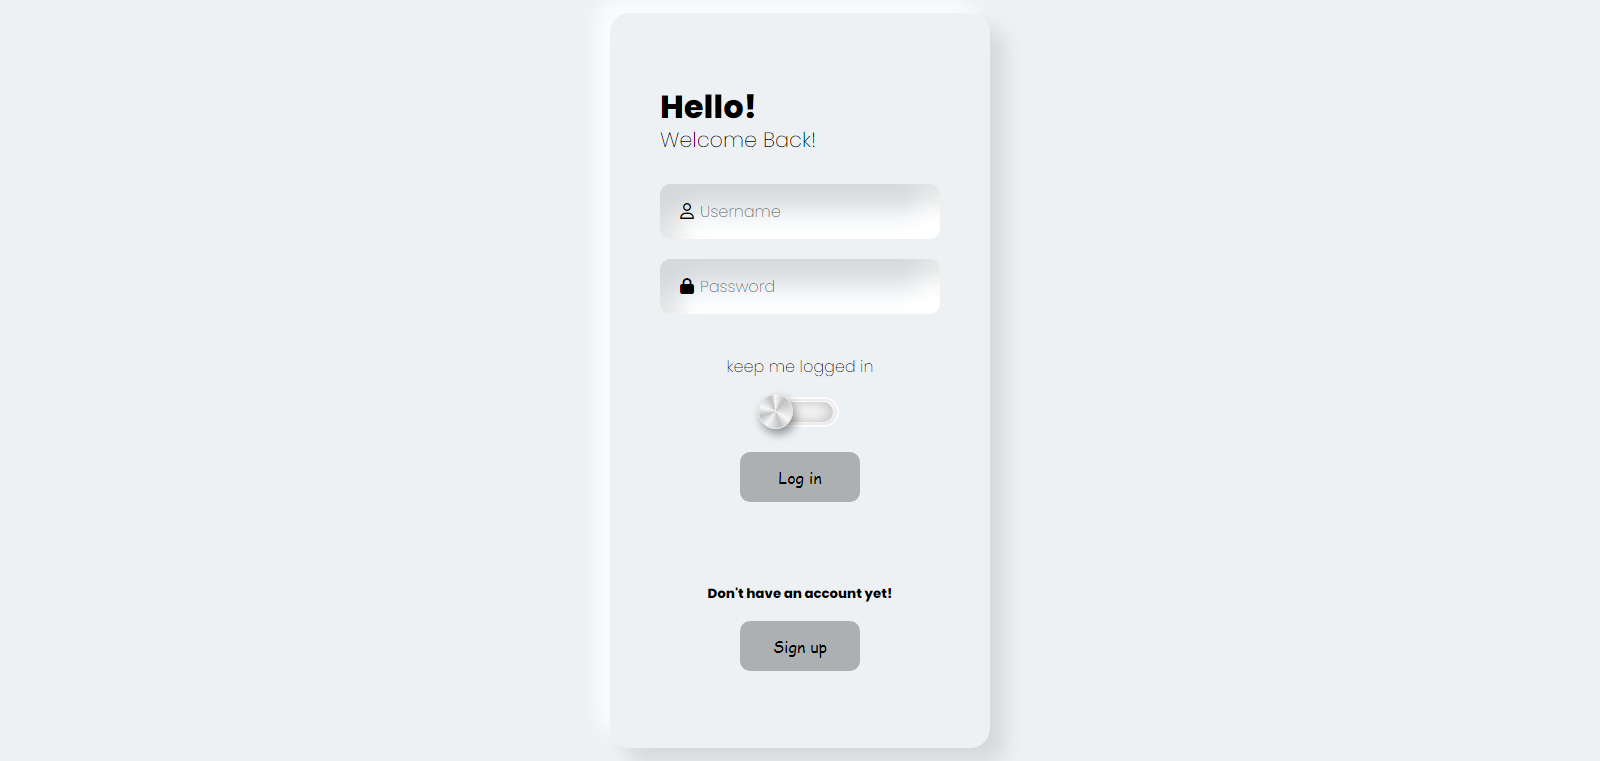 Hello!
Welcome Back!
Username
Password
keep me logged in
Log in
Don't have an account yet!
Sign up